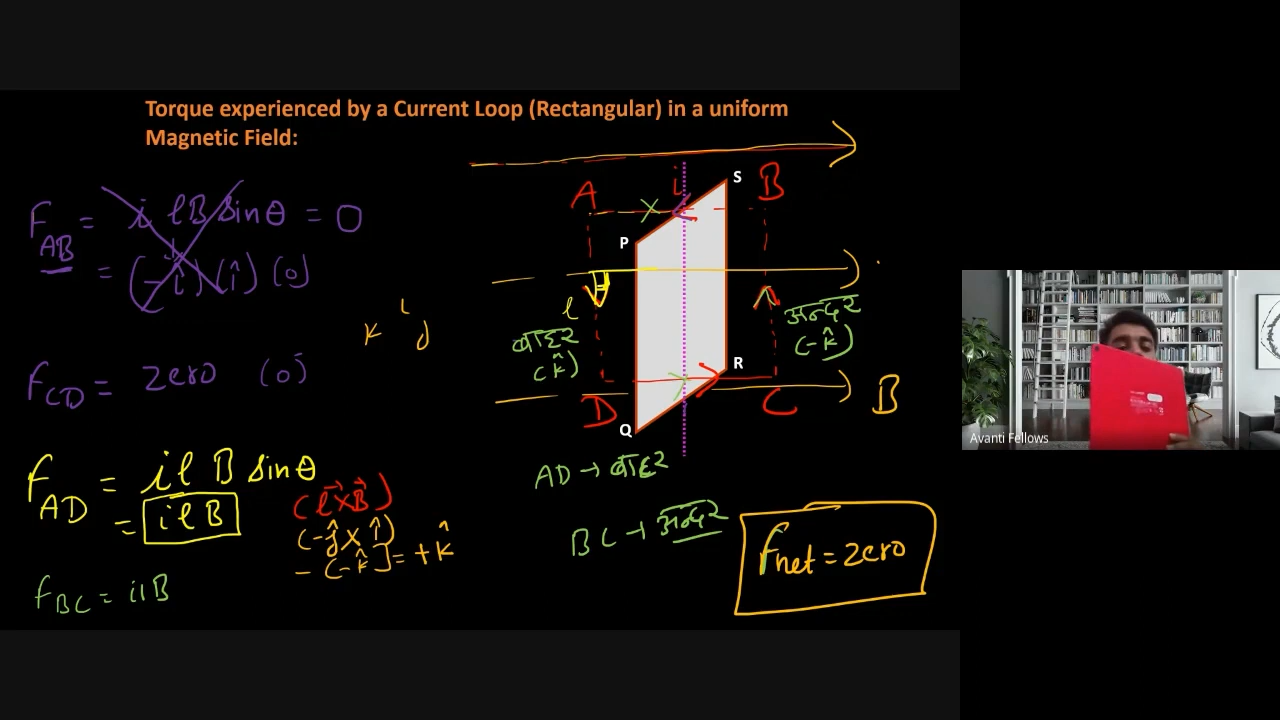 Torque experienced by a Current Loop (Rectangular) in a uniform
Magnetic Field:
F_AB = i l B sinθ = 0
= (-î) (î) (0)
F_CD = zero (0)
F_AD = i l B sinθ
= i l B
(l⃗ × B⃗)
(-ĵ × î)
- (-k̂) = + k̂
F_BC = i l B
k i j
A
B
S
P
l
बाहर
(k̂)
अन्दर
(-k̂)
R
D
C
B
Q
AD → बाहर
BC → अन्दर
F_net = zero
Avanti Fellows